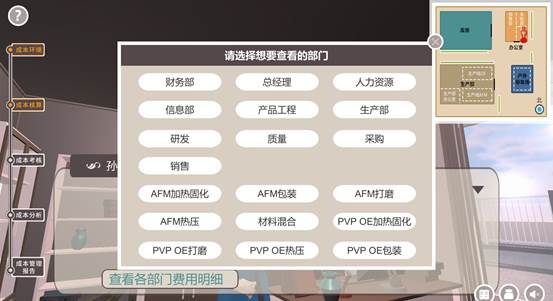 ?
请选择想要查看的部门
财务部
总经理
人力资源
信息部
产品工程
生产部
研发
质量
采购
销售
AFM加热固化
AFM包装
AFM打磨
AFM热压
材料混合
PVP OE加热固化
PVP OE打磨
PVP OE热压
PVP OE包装
查看各部门费用明细
成本环境
成本核算
成本考核
成本分析
成本管理
报告
孙
办公室
生产部
北